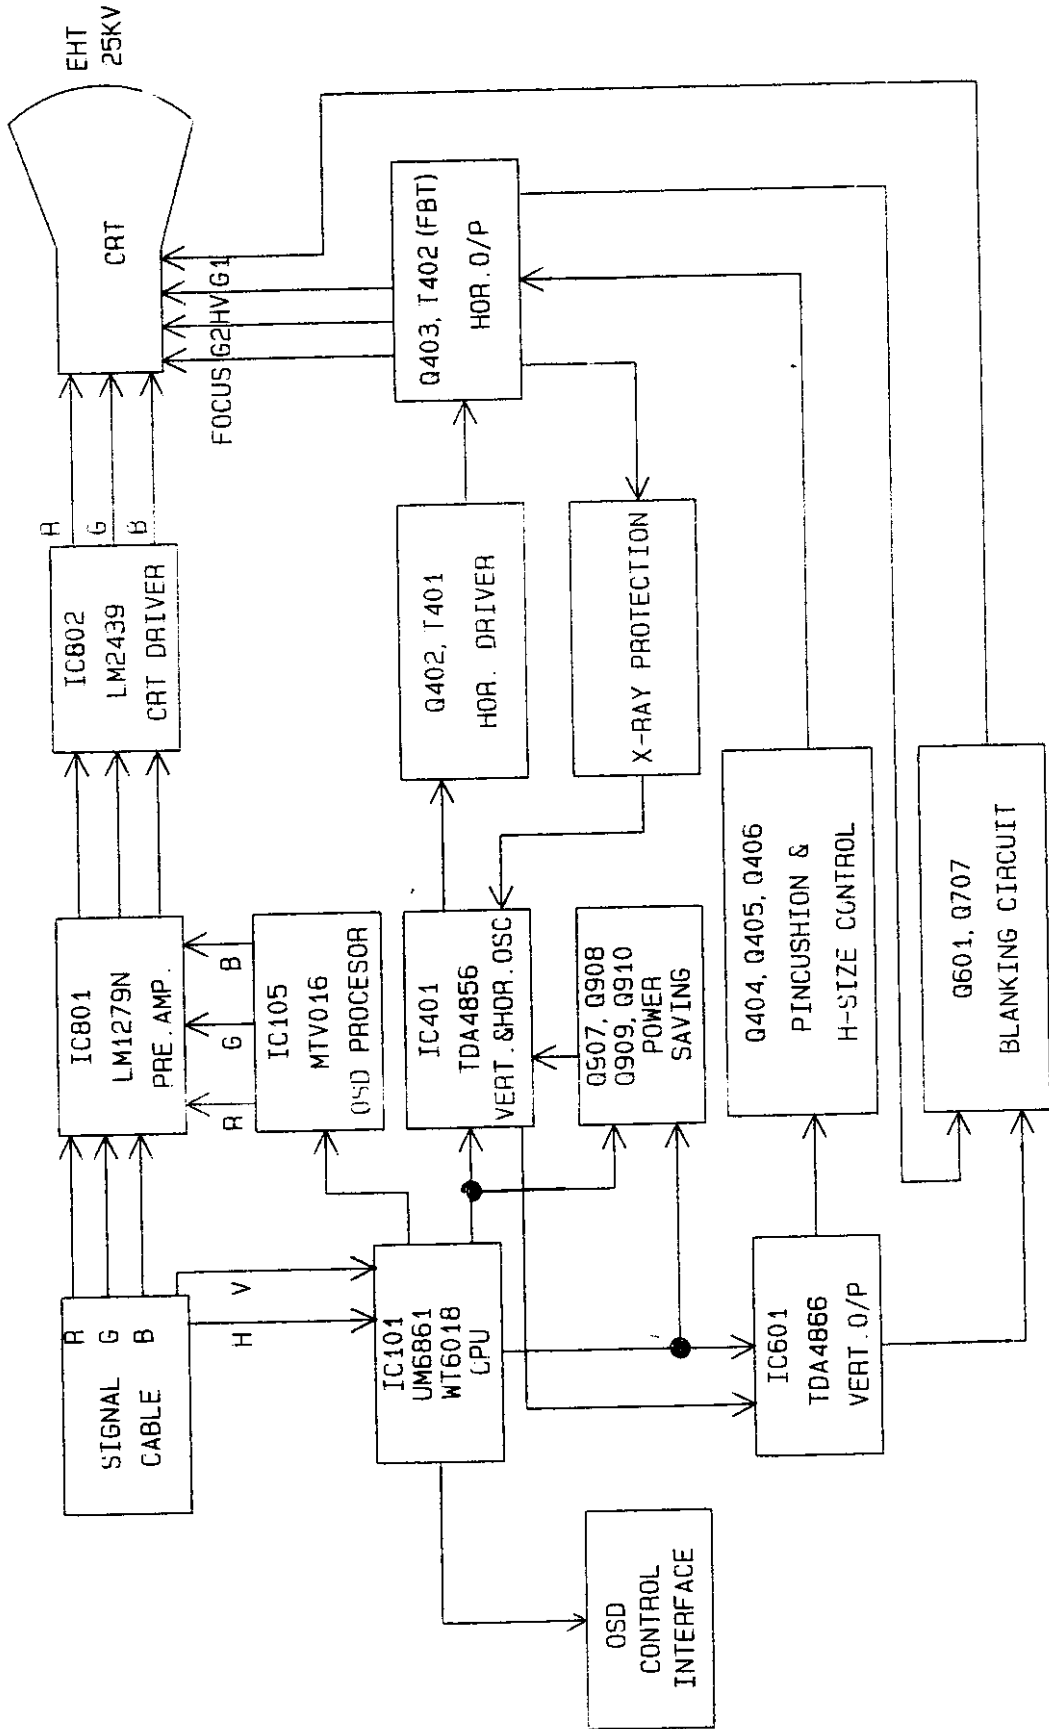 SIGNAL
CABLE
R
G
B
H
V
IC801
LM1279N
PRE.AMP.
IC802
LM2439
CRT DRIVER
R
G
B
CRT
EHT
25KV
FOCUS G2 HV G1
R
G
B
IC105
MTV016
OSD PROCESOR
IC101
UM6861
WT6018
CPU
IC401
TDA4856
VERT.&HOR.OSC
Q402, T401
HOR. DRIVER
Q403, T402 (FBT)
HOR.O/P
X-RAY PROTECTION
Q907, Q908
Q909, Q910
POWER
SAVING
OSD
CONTROL
INTERFACE
IC601
TDA4866
VERT.O/P
Q404, Q405, Q406
PINCUSHION &
H-SIZE CONTROL
Q601, Q707
BLANKING CIRCUIT